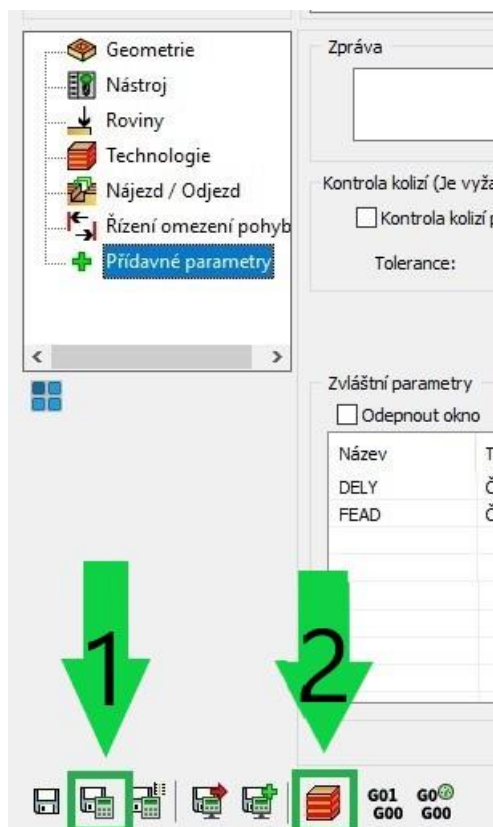 Geometrie
Nástroj
Roviny
Technologie
Nájezd / Odjezd
Řízení omezení pohyb
Přídavné parametry
Zpráva
Kontrola kolizí (Je vyža
Kontrola kolizí p
Tolerance:
Zvláštní parametry
Odepnout okno
Název T
DELY Č
FEAD Č
1 2
G01 G0
G00 G00